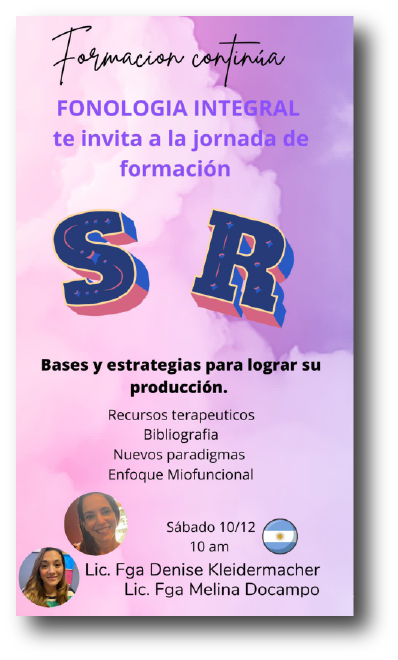 Formacion continúa
FONOLOGIA INTEGRAL
te invita a la jornada de
formación
S R
Bases y estrategias para lograr su
producción.
Recursos terapeuticos
Bibliografia
Nuevos paradigmas
Enfoque Miofuncional
Sábado 10/12
10 am
Lic. Fga Denise Kleidermacher
Lic. Fga Melina Docampo